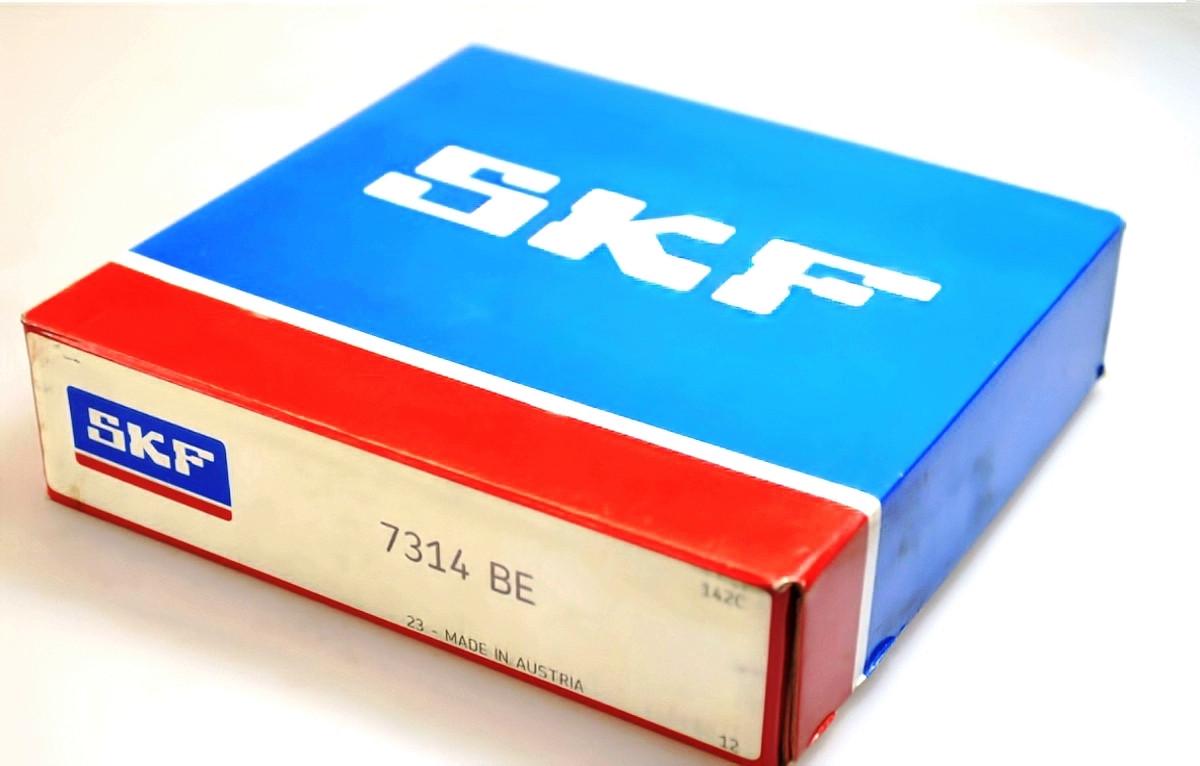 SKF
SKF
7314 BE
142C
23 - MADE IN AUSTRIA
12